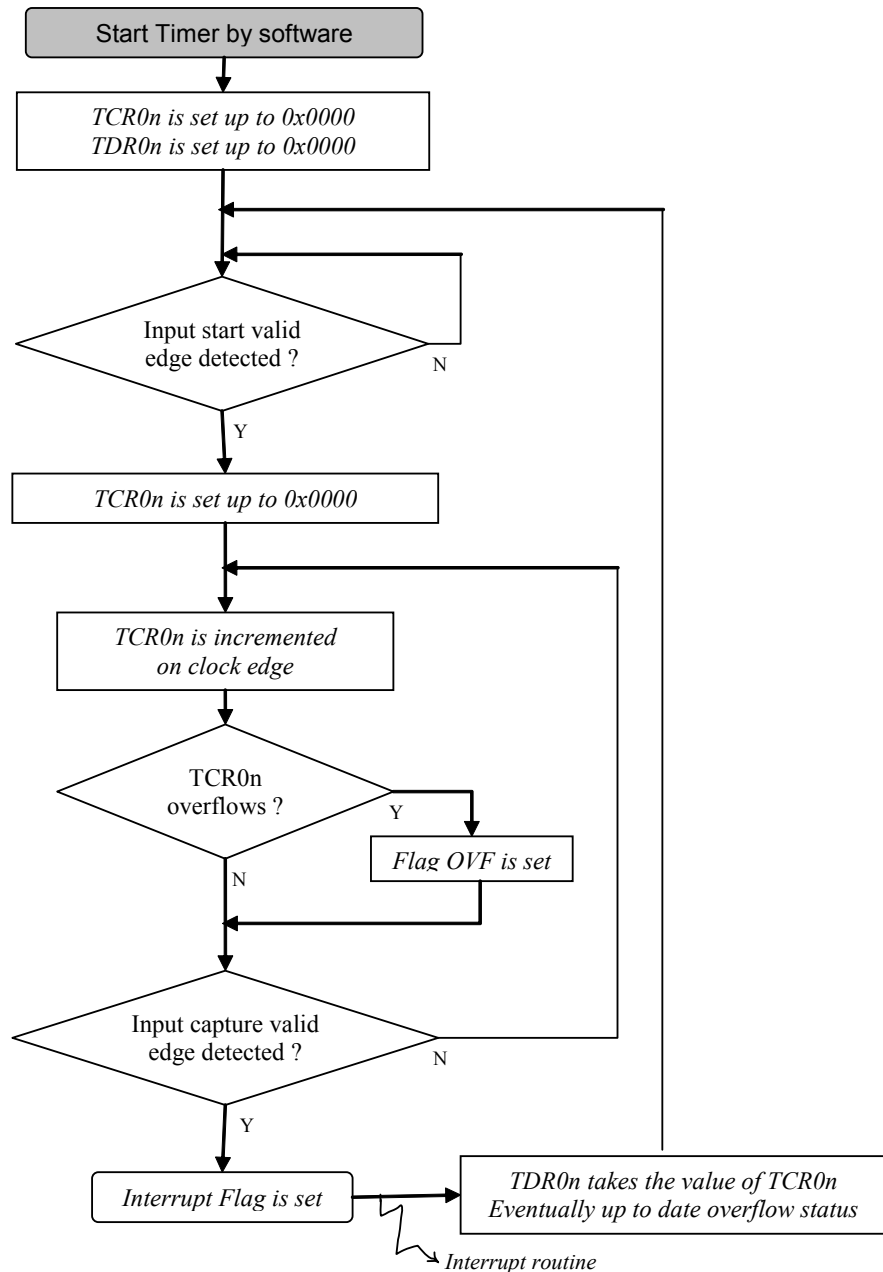 Start Timer by software
TCR0n is set up to 0x0000
TDR0n is set up to 0x0000
Input start valid
edge detected ?
N
Y
TCR0n is set up to 0x0000
TCR0n is incremented
on clock edge
TCR0n
overflows ?
Y
Flag OVF is set
N
Input capture valid
edge detected ?
N
Y
Interrupt Flag is set
TDR0n takes the value of TCR0n
Eventually up to date overflow status
Interrupt routine